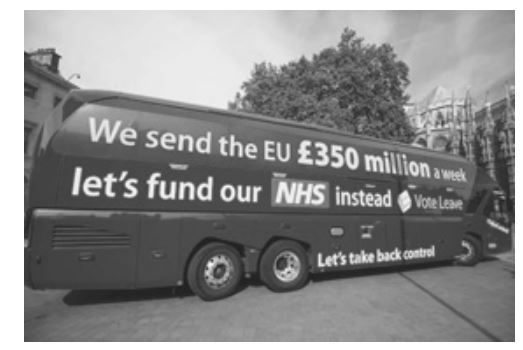 We send the EU £350 million a week
let's fund our NHS instead Vote Leave
Let's take back control